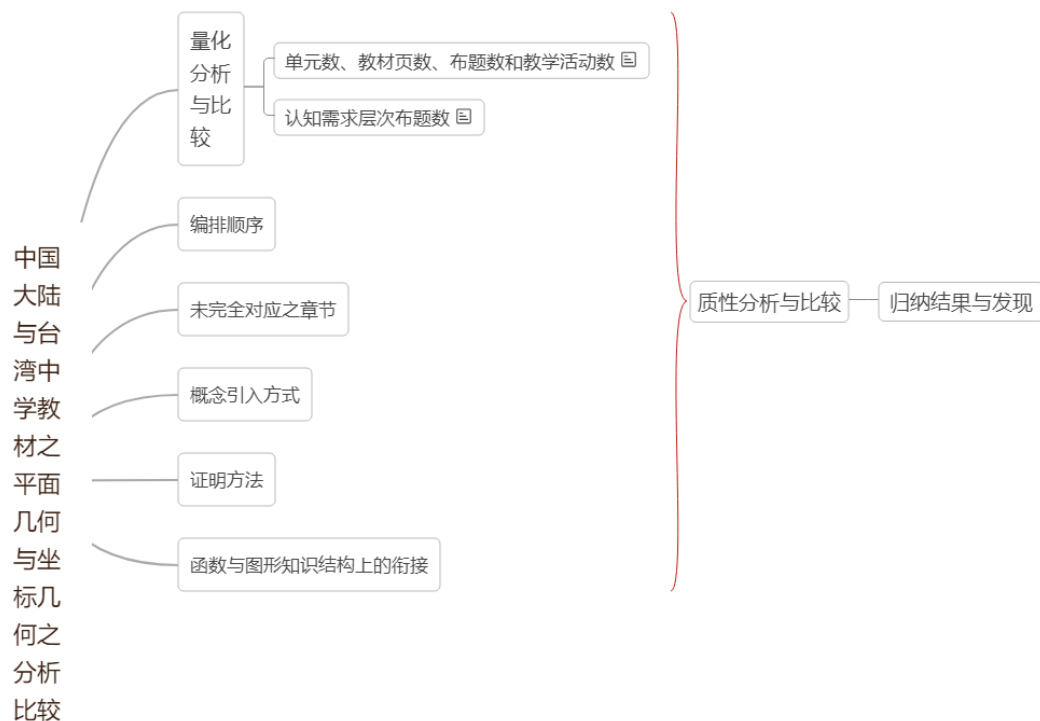 中国
大陆
与台
湾中
学教
材之
平面
几何
与坐
标几
何之
分析
比较
量化
分析
与比
较
单元数、教材页数、布题数和教学活动数
认知需求层次布题数
编排顺序
未完全对应之章节
概念引入方式
证明方法
函数与图形知识结构上的衔接
质性分析与比较
归纳结果与发现